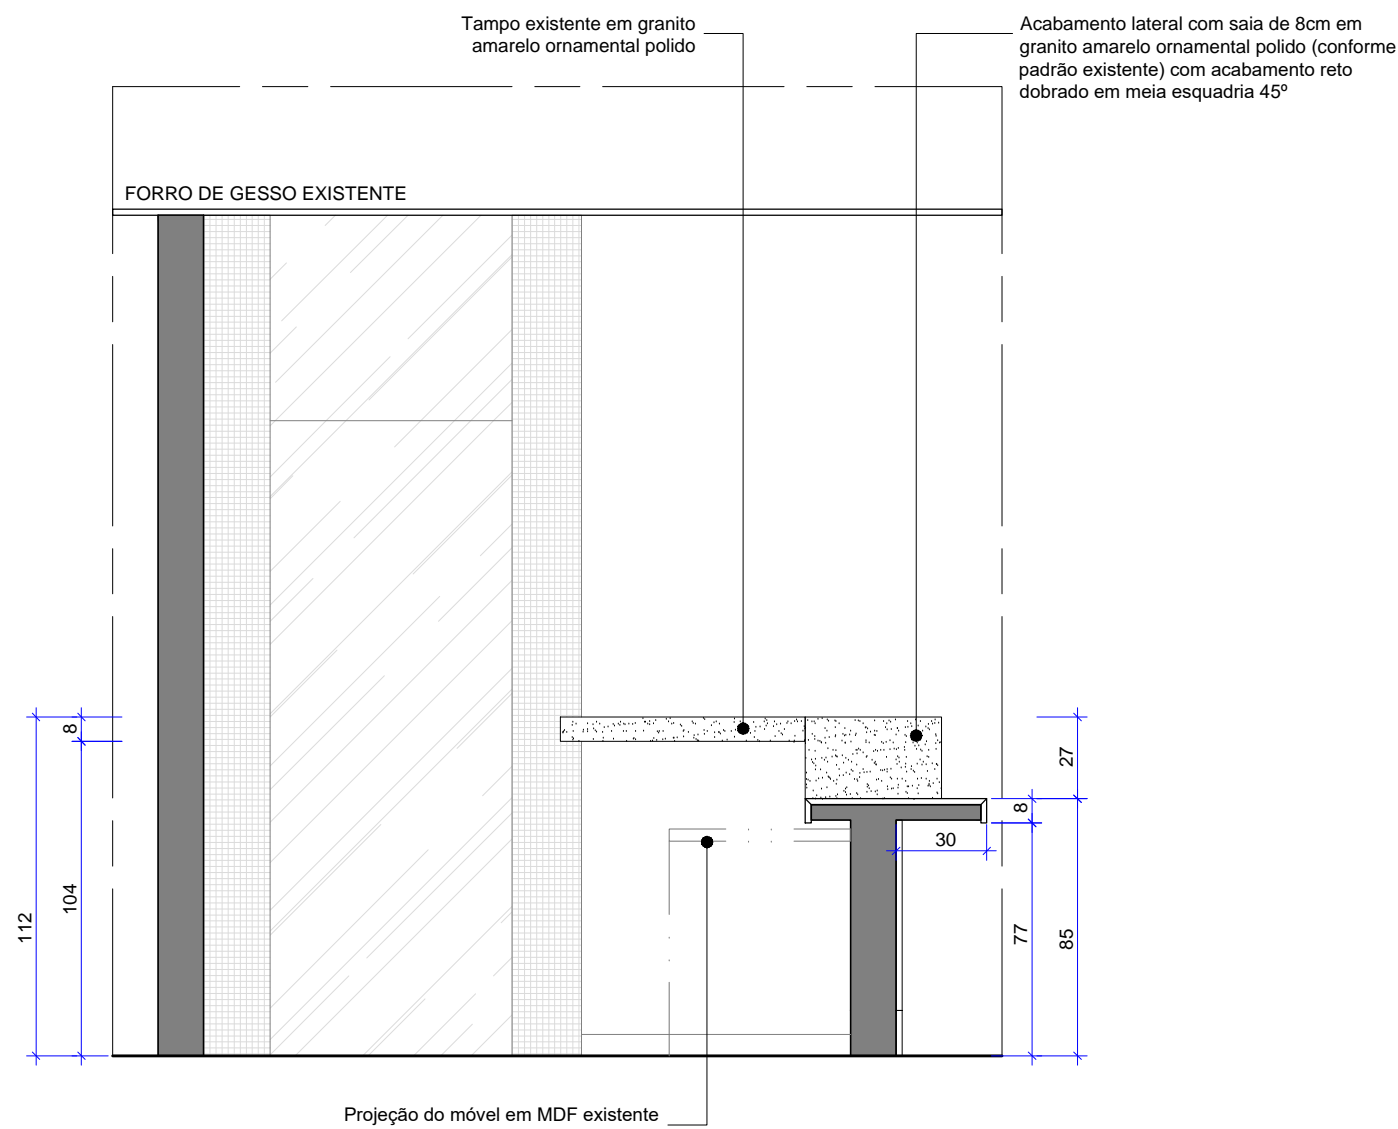 Tampo existente em granito
amarelo ornamental polido
Acabamento lateral com saia de 8cm em
granito amarelo ornamental polido (conforme
padrão existente) com acabamento reto
dobrado em meia esquadria 45º
FORRO DE GESSO EXISTENTE
8
27
8
30
104
112
77
85
Projeção do móvel em MDF existente